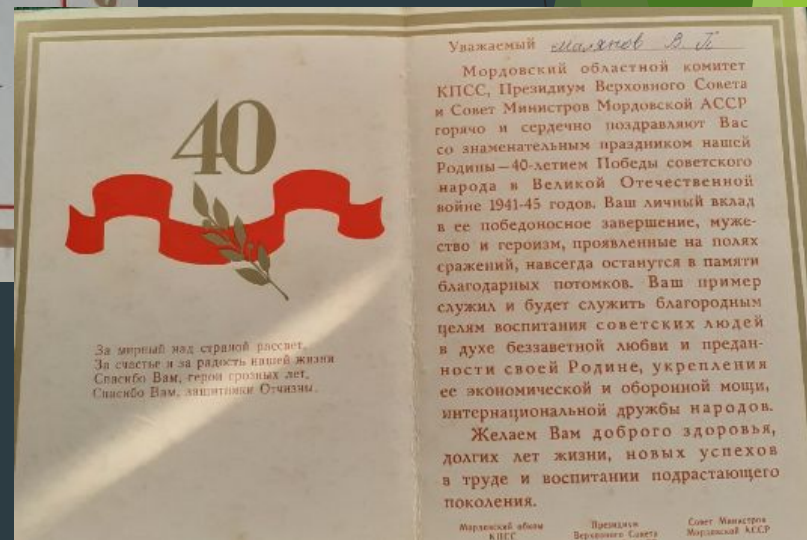 40
За мирный над страной рассвет,
За счастье и за радость нашей жизни
Спасибо Вам, герои грозных лет,
Спасибо Вам, защитники Отчизны.
Уважаемый Малянов В. П.
Мордовский областной комитет
КПСС, Президиум Верховного Совета
и Совет Министров Мордовской АССР
горячо и сердечно поздравляют Вас
со знаменательным праздником нашей
Родины—40-летием Победы советского
народа в Великой Отечественной
войне 1941-45 годов. Ваш личный вклад
в ее победоносное завершение, муже-
ство и героизм, проявленные на полях
сражений, навсегда останутся в памяти
благодарных потомков. Ваш пример
служил и будет служить благородным
целям воспитания советских людей
в духе беззаветной любви и предан-
ности своей Родине, укрепления
ее экономической и оборонной мощи,
интернациональной дружбы народов.
Желаем Вам доброго здоровья,
долгих лет жизни, новых успехов
в труде и воспитании подрастающего
поколения.
Мордовский обком КПСС
Президиум Верховного Совета
Совет Министров Мордовской АССР